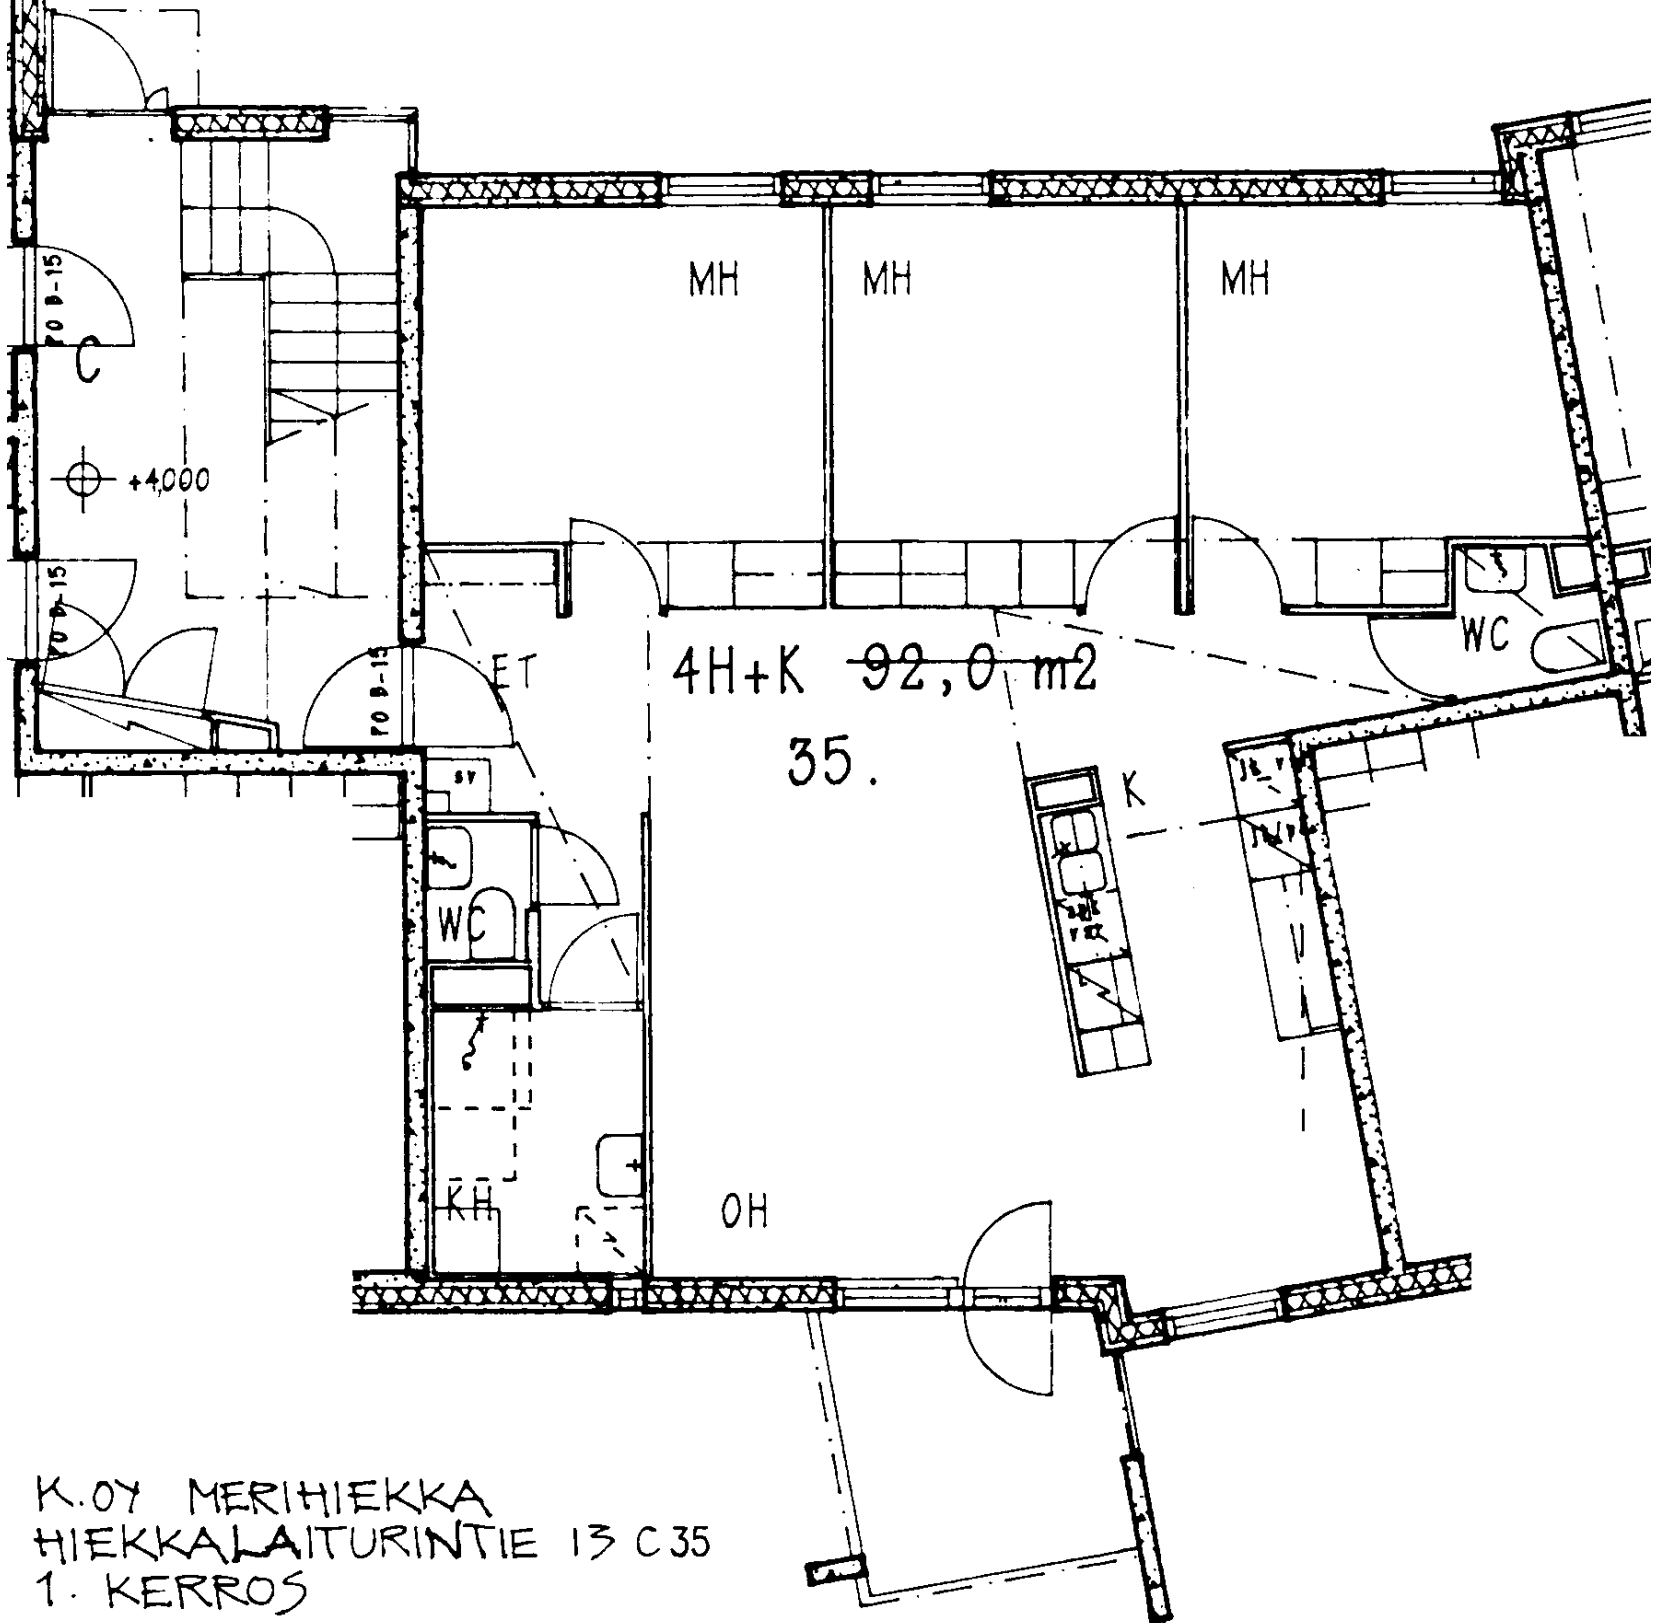 PO B-15
C
+4,000
PO B-15
PO B-15
MH
MH
MH
ET
4H+K 92,0 m2
35.
WC
K
SV
WC
KH
OH
K.OY MERIHIEKKA
HIEKKALAITURINTIE 13 C 35
1. KERROS